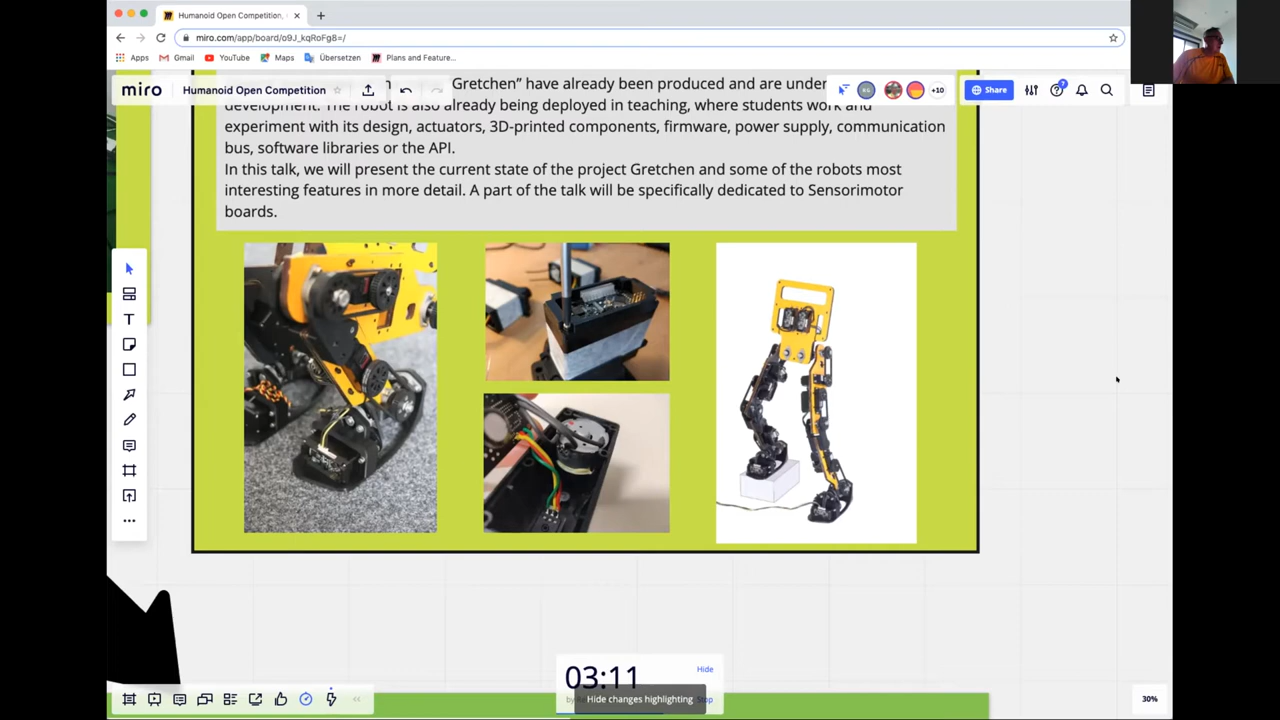 Humanoid Open Competition,
miro.com/app/board/o9J_kqRoFg8=/
Apps Gmail YouTube Maps Übersetzen Plans and Feature...
miro Humanoid Open Competition +10 Share
Gretchen" have already been produced and are under
development. The robot is also already being deployed in teaching, where students work and
experiment with its design, actuators, 3D-printed components, firmware, power supply, communication
bus, software libraries or the API.
In this talk, we will present the current state of the project Gretchen and some of the robots most
interesting features in more detail. A part of the talk will be specifically dedicated to Sensorimotor
boards.
03:11 Hide
by
Hide changes highlighting Stop
30%